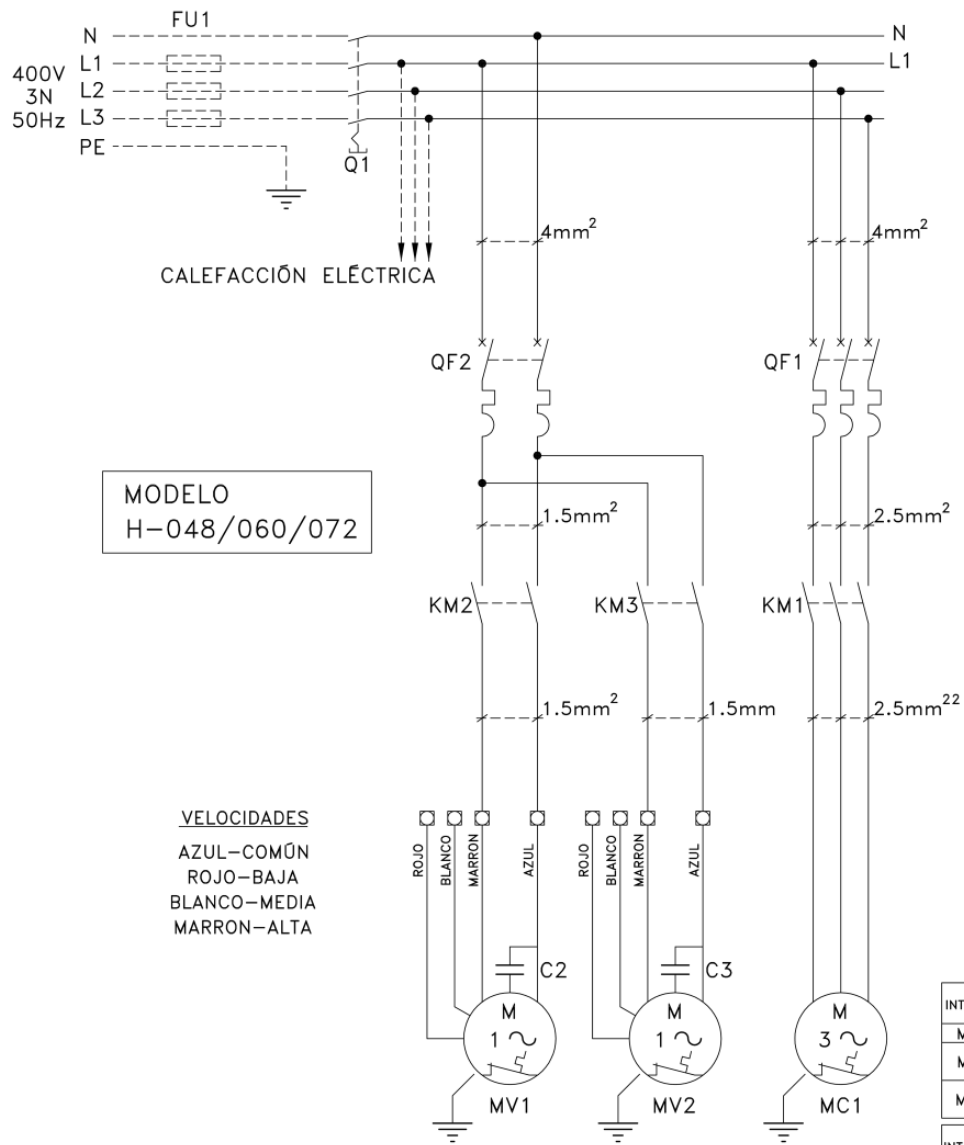 FU1
N
N
L1
L1
400V
3N
50Hz
L2
L3
PE
Q1
4mm²
4mm²
CALEFACCIÓN ELÉCTRICA
QF2
QF1
MODELO
H-048/060/072
1.5mm²
2.5mm²
KM2
KM3
KM1
1.5mm²
1.5mm
2.5mm²²
VELOCIDADES
AZUL-COMÚN
ROJO-BAJA
BLANCO-MEDIA
MARRON-ALTA
ROJO
BLANCO
MARRON
AZUL
ROJO
BLANCO
MARRON
AZUL
C2
C3
M
1
M
1
3
MV1
MV2
MC1
INT
M
M
M